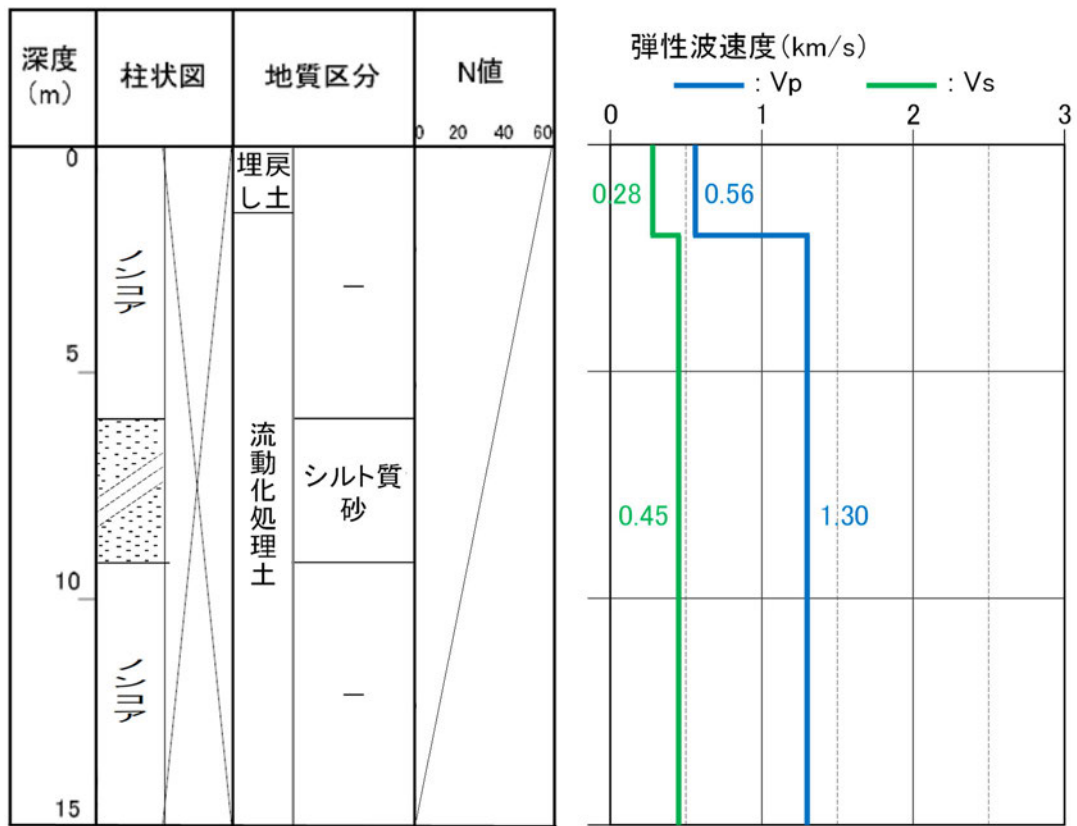 深度
(m)
柱状図
地質区分
N値
0 20 40 60
0
5
10
15
ノンコア
ノンコア
埋戻
し土
流動化処理土
—
シルト質
砂
—
弾性波速度(km/s)
: Vp : Vs
0 1 2 3
0.28 0.56
0.45 1.30